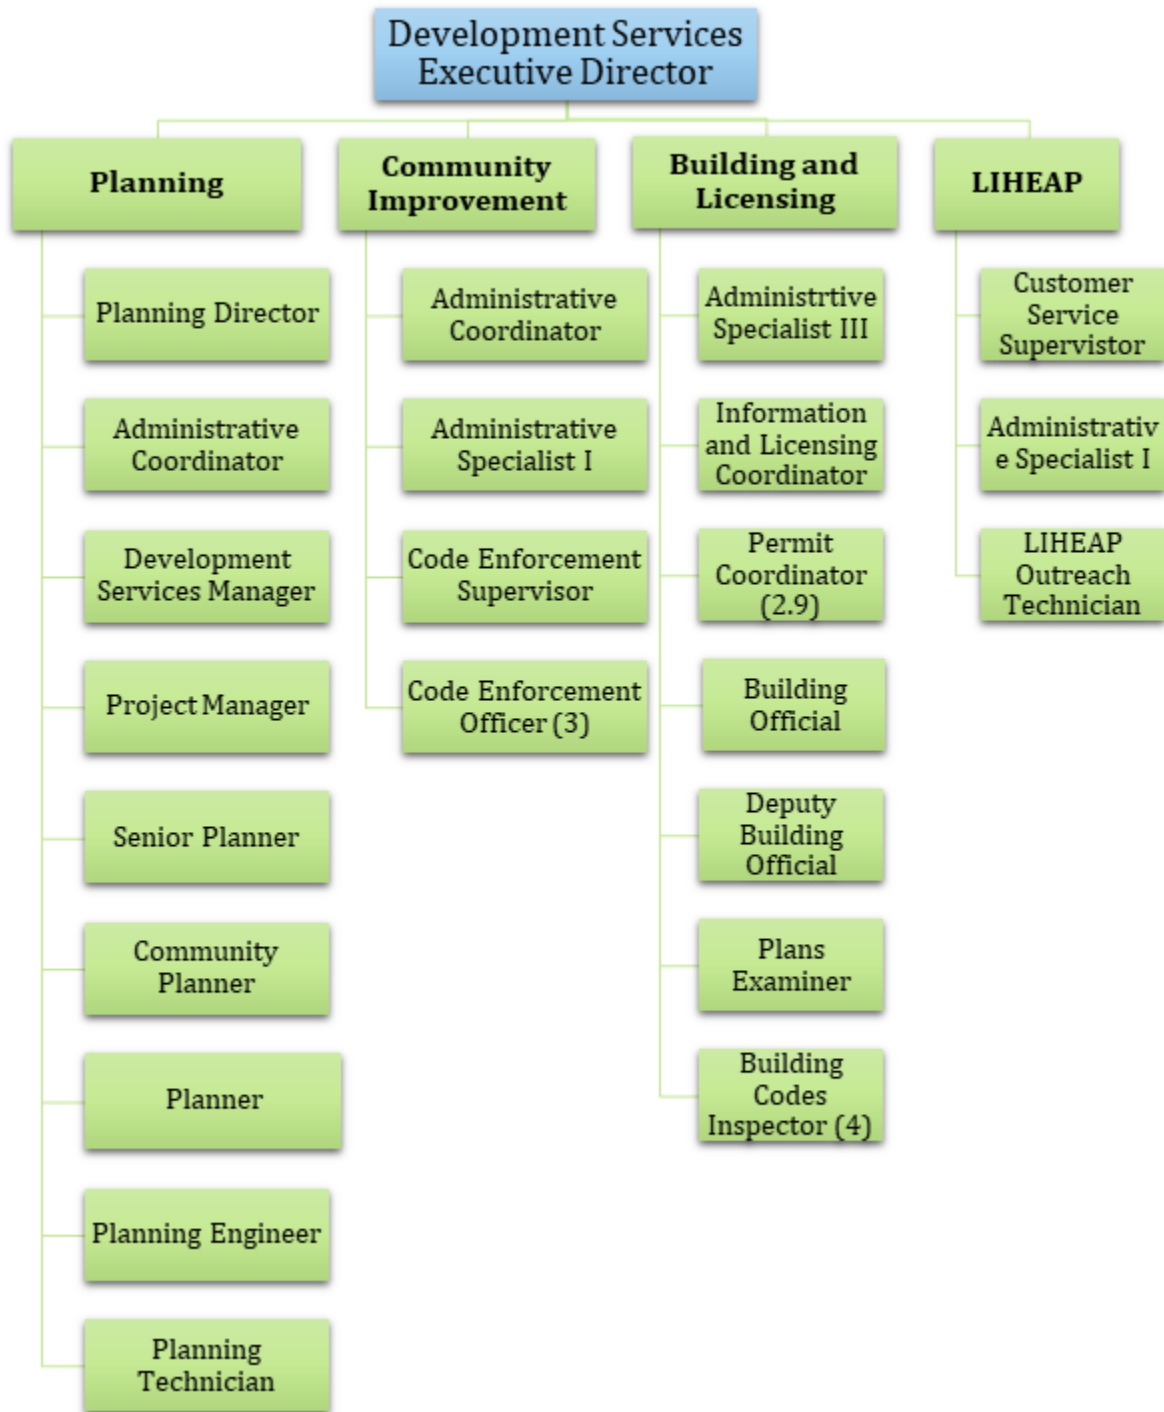 Development Services
Executive Director
Planning
Community
Improvement
Building and
Licensing
LIHEAP
Planning Director
Administrative
Coordinator
Development
Services Manager
Project Manager
Senior Planner
Community
Planner
Planner
Planning Engineer
Planning
Technician
Administrative
Coordinator
Administrative
Specialist I
Code Enforcement
Supervisor
Code Enforcement
Officer (3)
Administrtive
Specialist III
Information
and Licensing
Coordinator
Permit
Coordinator
(2.9)
Building
Official
Deputy
Building
Official
Plans
Examiner
Building
Codes
Inspector (4)
Customer
Service
Supervistor
Administrativ
e Specialist I
LIHEAP
Outreach
Technician